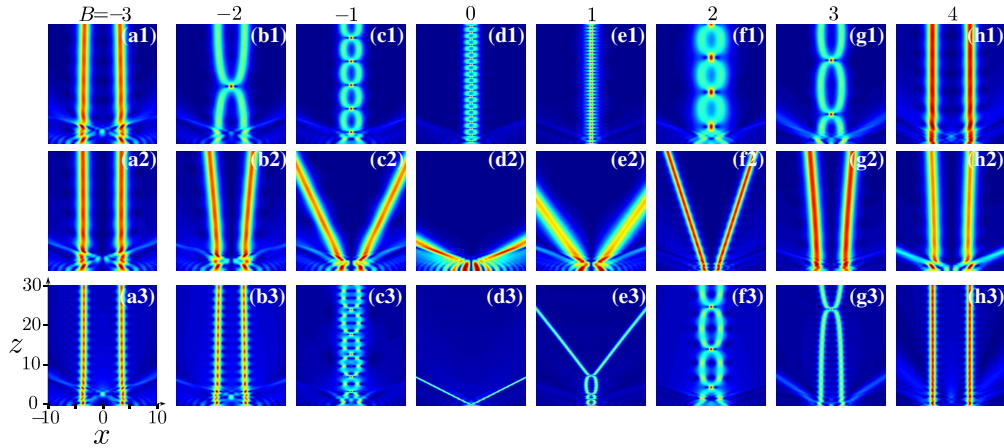 B=−3 −2 −1 0 1 2 3 4
(a1) (b1) (c1) (d1) (e1) (f1) (g1) (h1)
(a2) (b2) (c2) (d2) (e2) (f2) (g2) (h2)
(a3) (b3) (c3) (d3) (e3) (f3) (g3) (h3)
30
20
z
10
0
−10 0 10
x